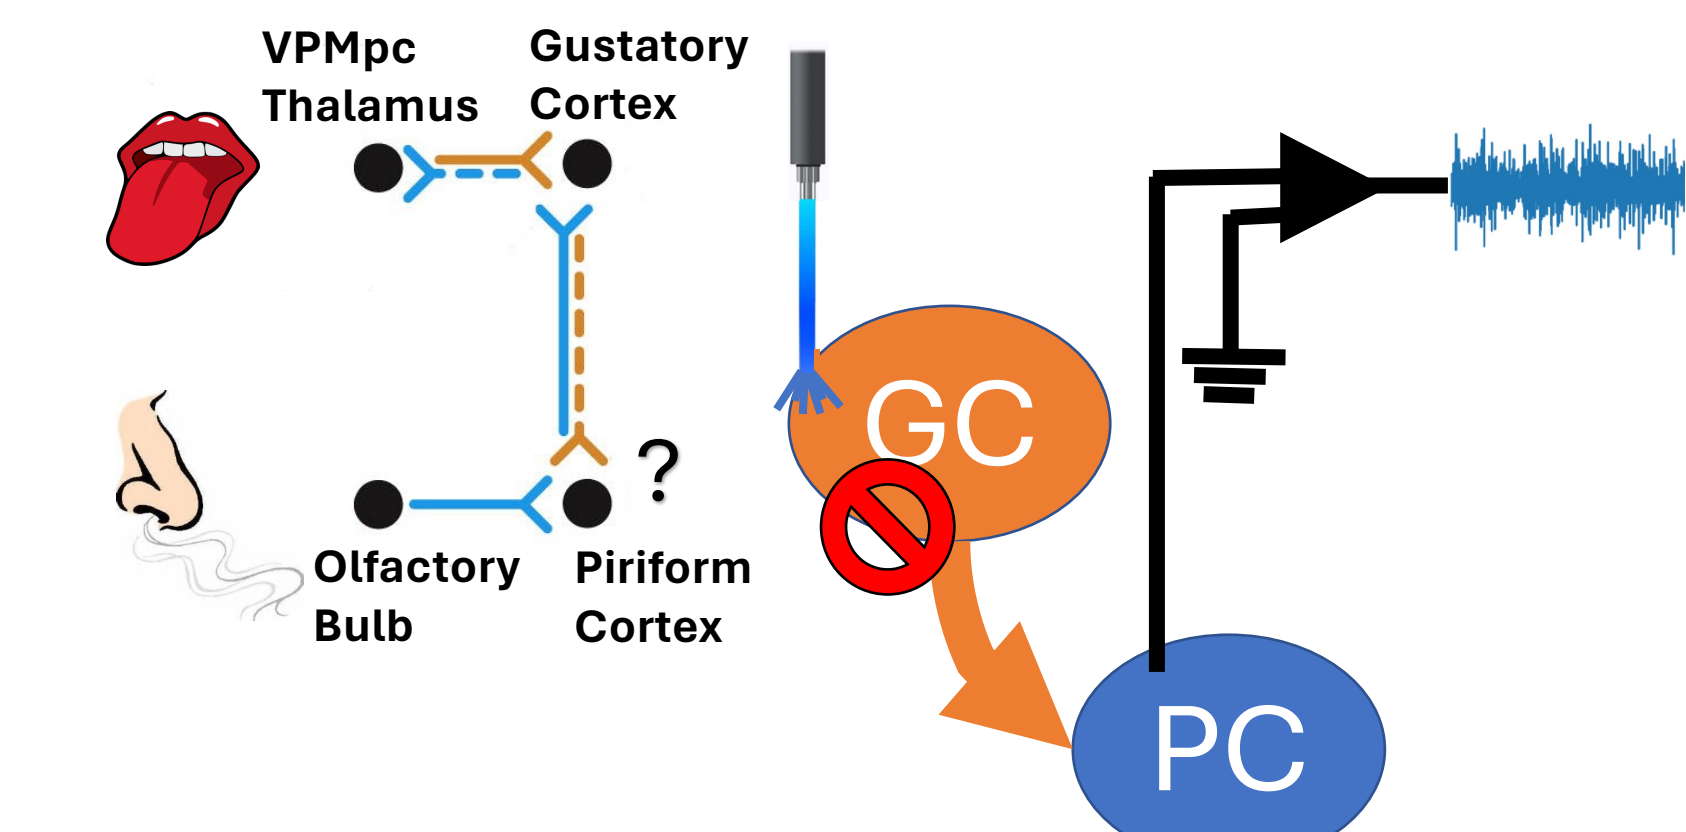 VPMpc
Thalamus
Gustatory
Cortex
GC
?
Olfactory
Bulb
Piriform
Cortex
PC